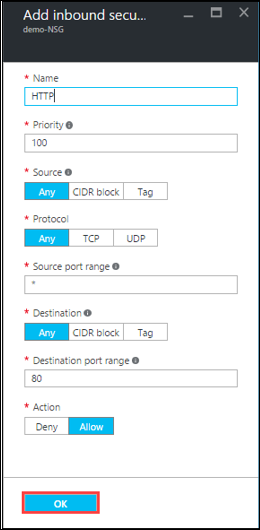 Add inbound secu...
demo-NSG
* Name
HTTP
* Priority
100
* Source
Any CIDR block Tag
* Protocol
Any TCP UDP
* Source port range
*
* Destination
Any CIDR block Tag
* Destination port range
80
* Action
Deny Allow
OK